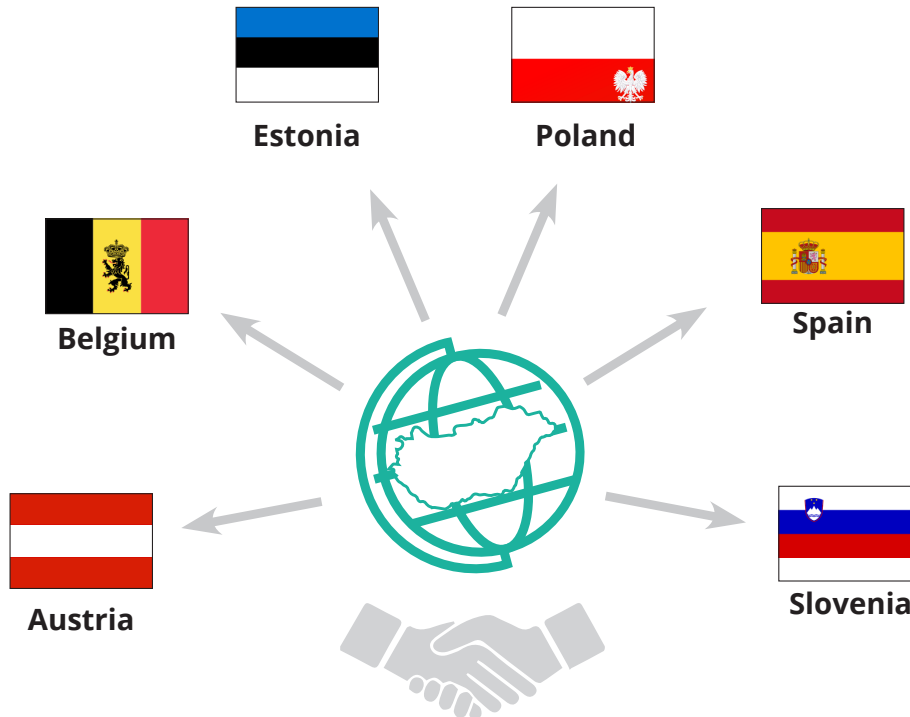 Estonia
Poland
Belgium
Spain
Austria
Slovenia